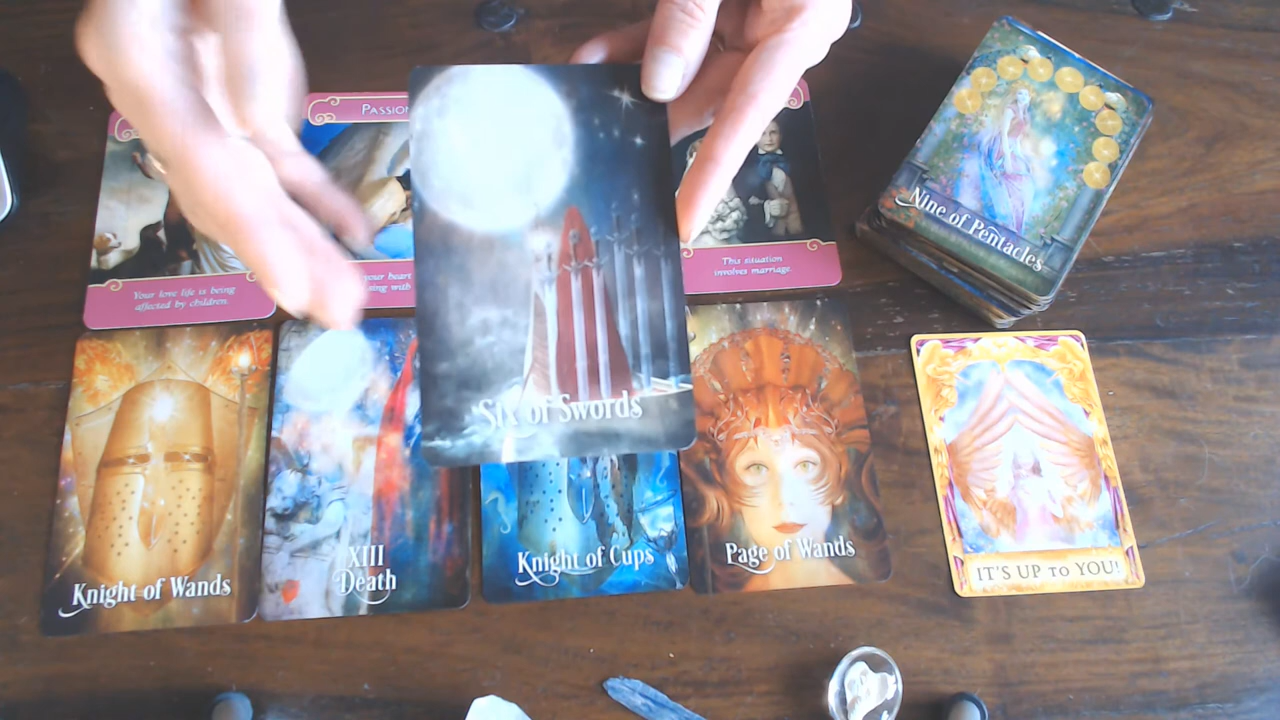 PASSION
Your love life is being
affected by children.
your heart
with
This situation
involves marriage.
Nine of Pentacles
Six of Swords
Knight of Wands
XIII
Death
Knight of Cups
Page of Wands
IT'S UP TO YOU!